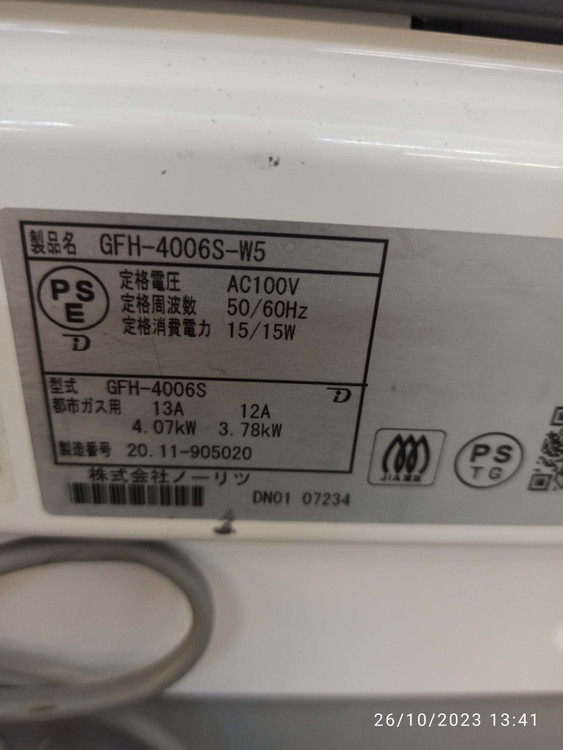 製品名 GFH-4006S-W5
PS
E
定格電圧 AC100V
定格周波数 50/60Hz
定格消費電力 15/15W
型式 GFH-4006S
都市ガス用 13A 12A
4.07kW 3.78kW
製造番号 20.11-905020
株式会社ノーリツ
DN01 07234
PS
TG
26/10/2023 13:41